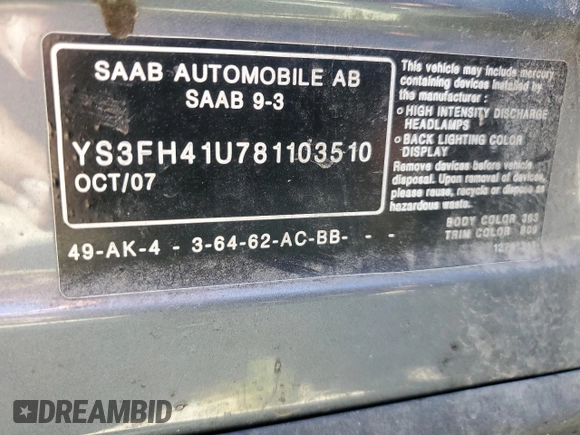 SAAB AUTOMOBILE AB
SAAB 9-3
YS3FH41U781103510
OCT/07
49-AK-4 - 3-64-62-AC-BB- - -
This vehicle may include mercury
containing devices installed by
the manufacturer :
○ HIGH INTENSITY DISCHARGE
HEADLAMPS
○ BACK LIGHTING COLOR
DISPLAY
Remove devices before vehicle
disposal. Upon removal of devices
please reuse, recycle or dispose as
hazardous waste.
BODY COLOR 363
TRIM COLOR 809
DREAMBID